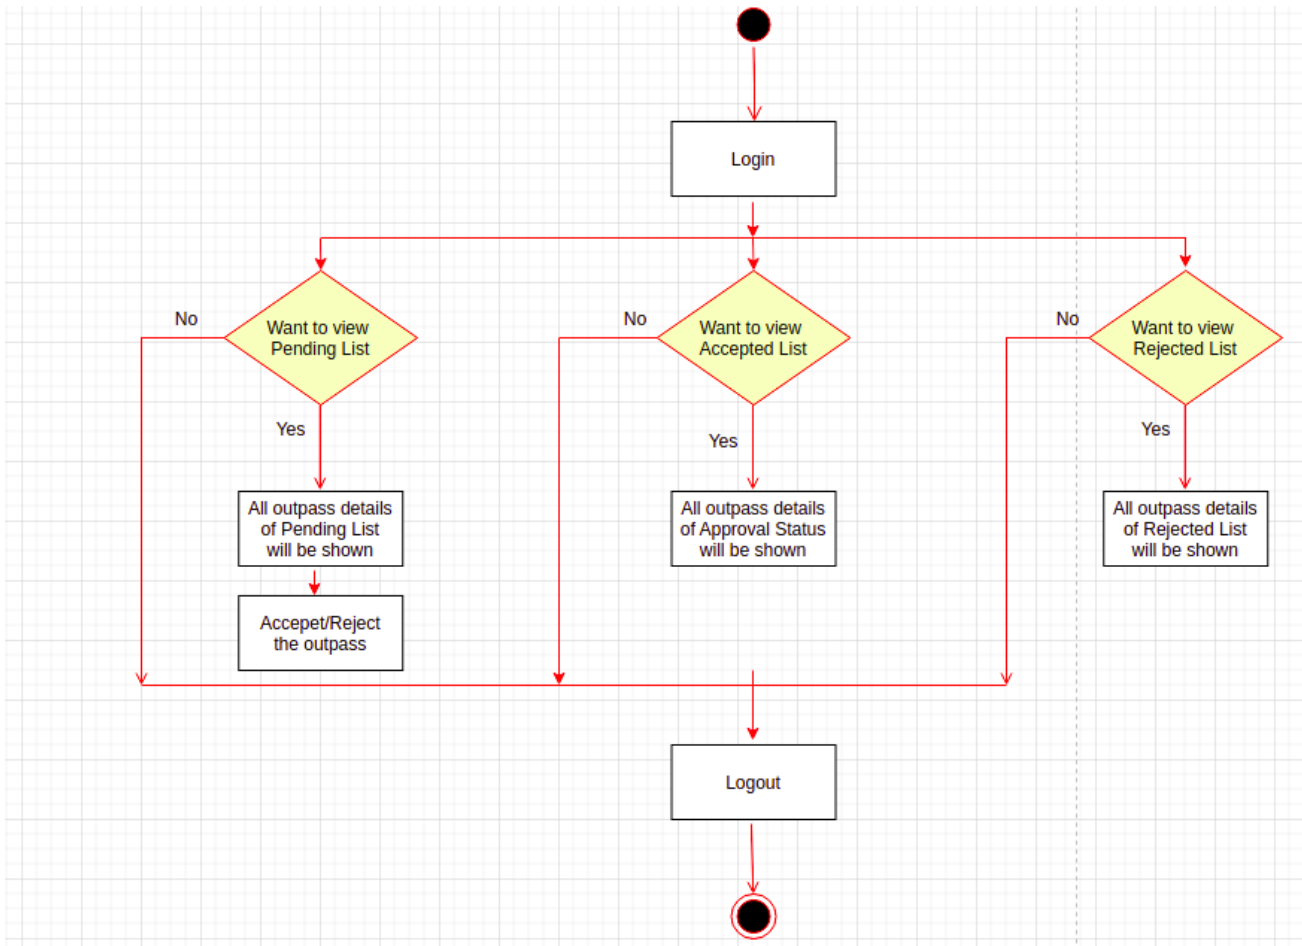 Login
No
Want to view
Pending List
No
Want to view
Accepted List
No
Want to view
Rejected List
Yes
Yes
Yes
All outpass details
of Pending List
will be shown
All outpass details
of Approval Status
will be shown
All outpass details
of Rejected List
will be shown
Accepet/Reject
the outpass
Logout